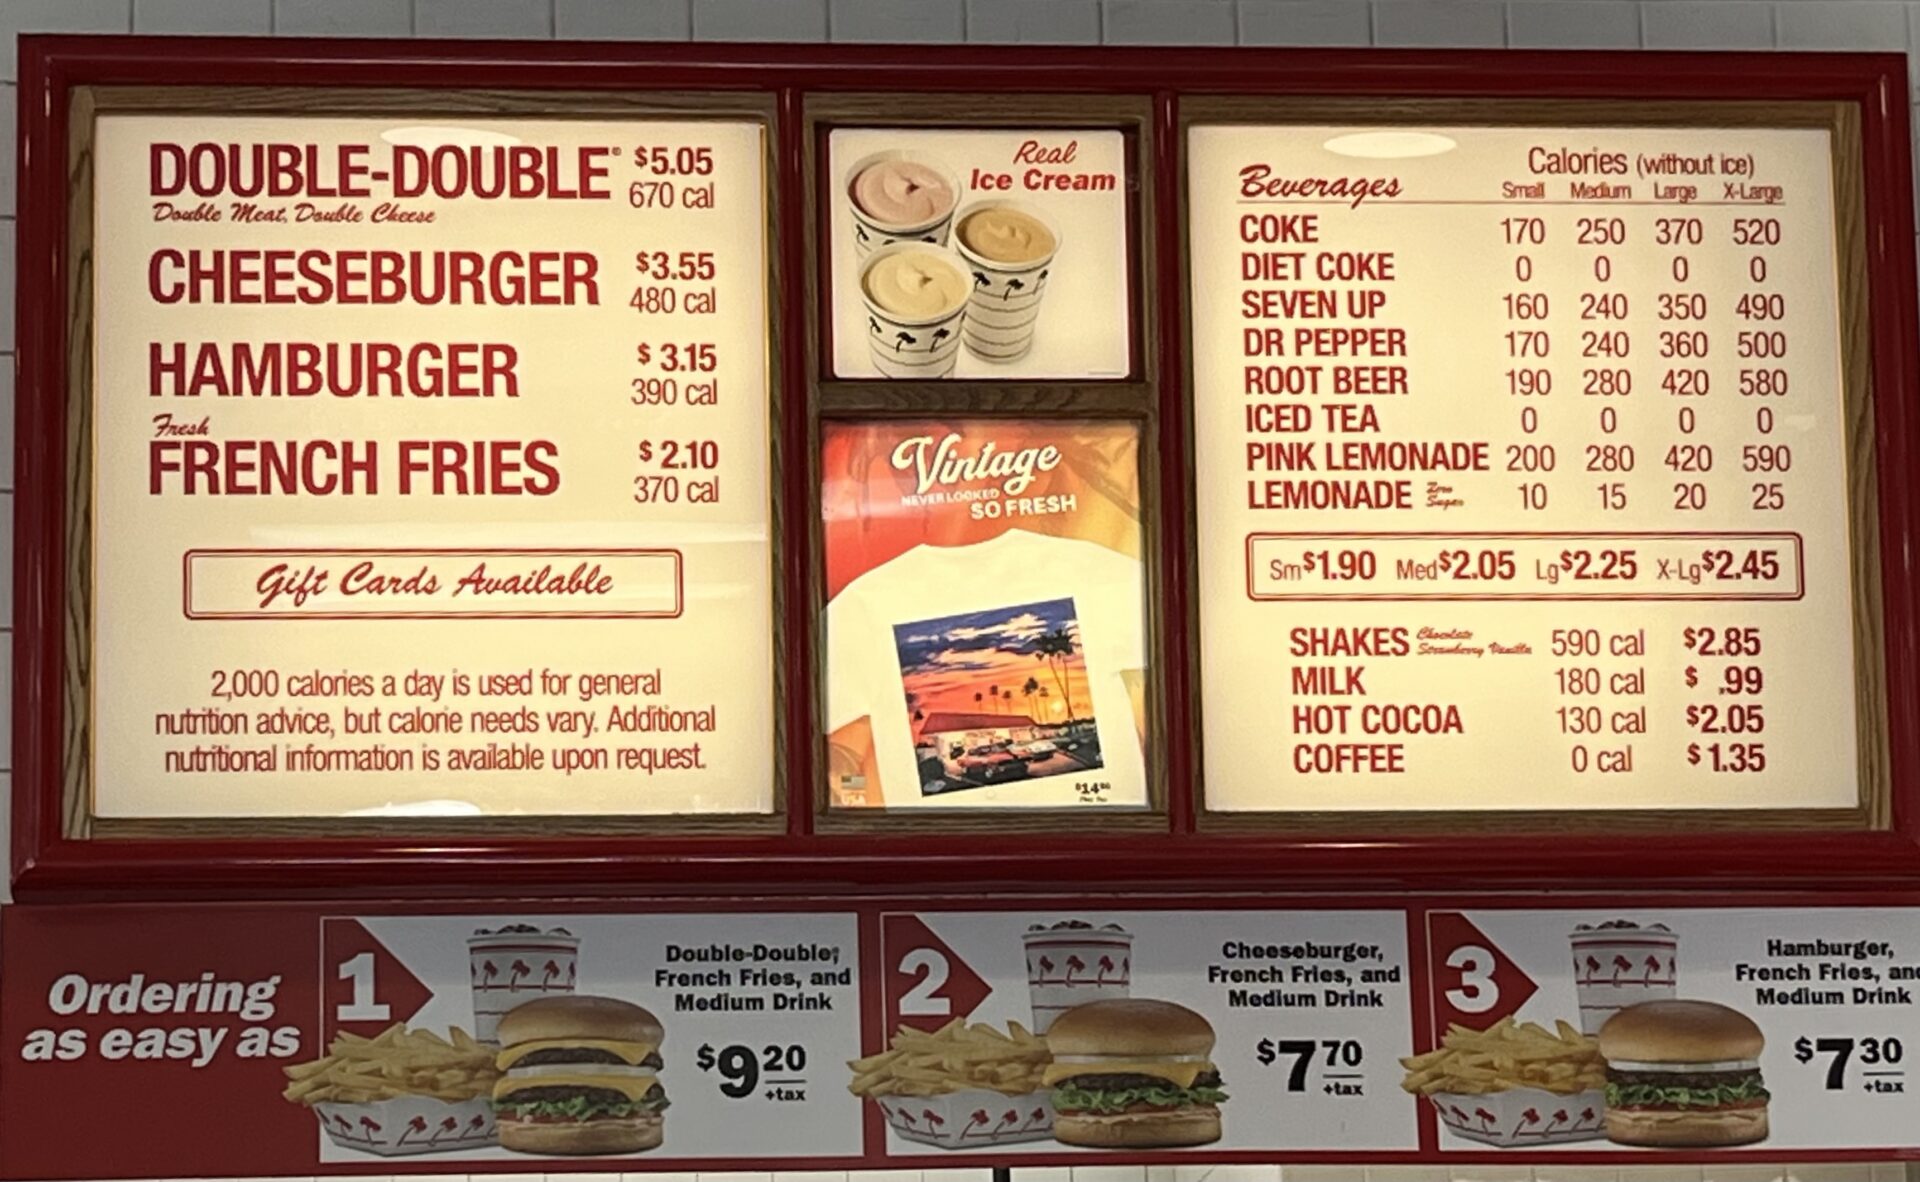 DOUBLE-DOUBLE® $5.05
Double Meat, Double Cheese 670 cal
CHEESEBURGER $3.55
480 cal
HAMBURGER $3.15
390 cal
Fresh
FRENCH FRIES $2.10
370 cal
Gift Cards Available
2,000 calories a day is used for general
nutrition advice, but calorie needs vary. Additional
nutritional information is available upon request.
Real
Ice Cream
Vintage
NEVER LOOKED
SO FRESH
USA
$14
Beverages Calories (without ice)
Small Medium Large X-Large
COKE 170 250 370 520
DIET COKE 0 0 0 0
SEVEN UP 160 240 350 490
DR PEPPER 170 240 360 500
ROOT BEER 190 280 420 580
ICED TEA 0 0 0 0
PINK LEMONADE 200 280 420 590
LEMONADE Zero Sugar 10 15 20 25
Sm $1.90 Med $2.05 Lg $2.25 X-Lg $2.45
SHAKES Chocolate Strawberry Vanilla 590 cal $2.85
MILK 180 cal $ .99
HOT COCOA 130 cal $2.05
COFFEE 0 cal $1.35
Ordering
as easy as
1
Double-Double,
French Fries, and
Medium Drink
$9 20
+tax
2
Cheeseburger,
French Fries, and
Medium Drink
$7 70
+tax
3
Hamburger,
French Fries, and
Medium Drink
$7 30
+tax